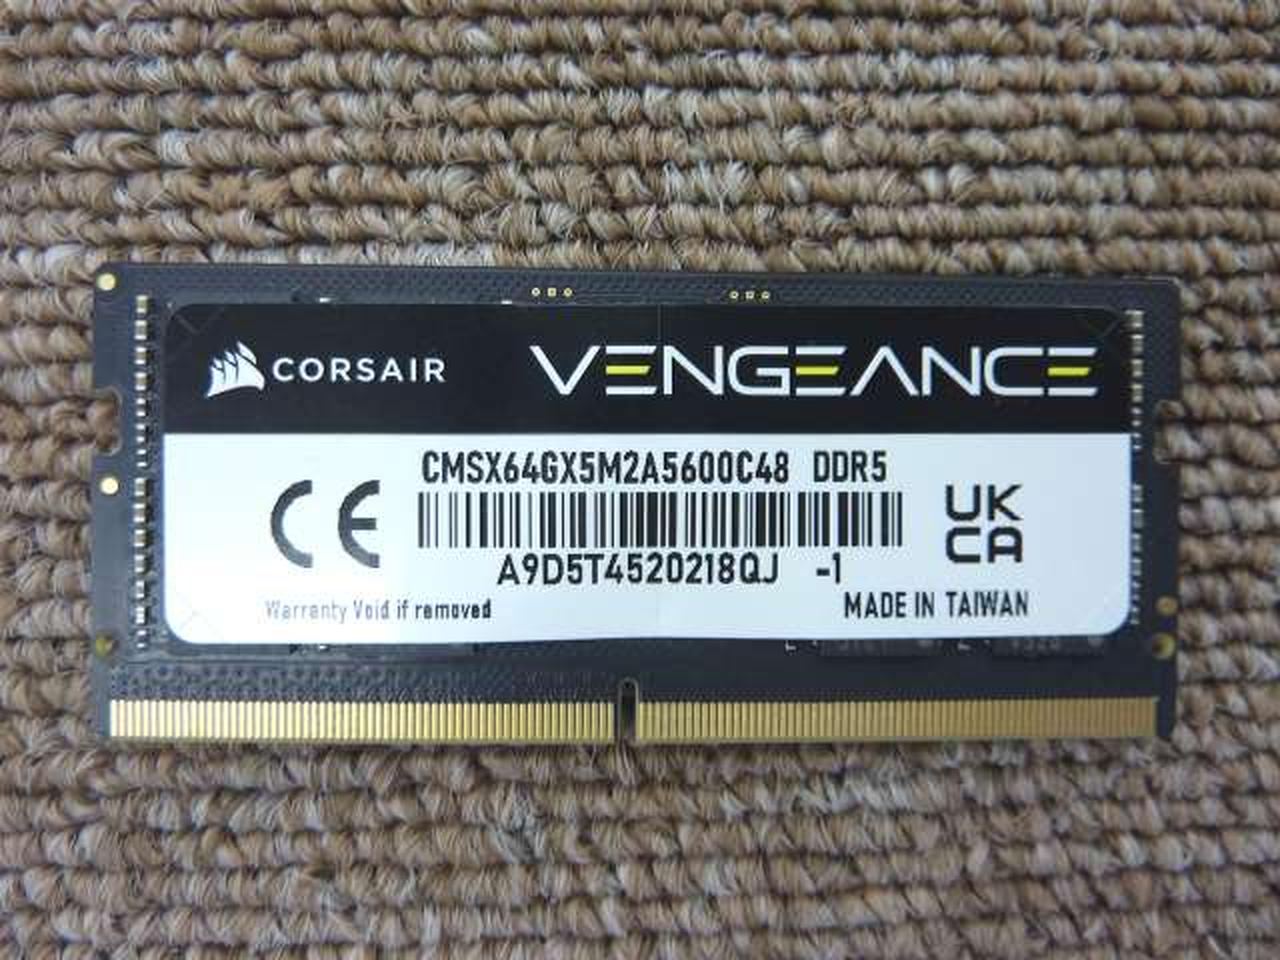 CORSAIR VENGEANCE
CMSX64GX5M2A5600C48 DDR5
A9D5T4520218QJ -1
CE
UK
CA
Warranty Void if removed
MADE IN TAIWAN